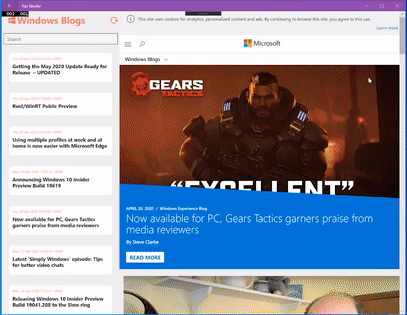 Rss Reader
002 001
Windows Blogs
Search
Getting the May 2020 Update Ready for
Release – UPDATED
Rust/WinRT Public Preview
Using multiple profiles at work and at
home is now easier with Microsoft Edge
Announcing Windows 10 Insider
Preview Build 19619
Now available for PC, Gears Tactics
garners praise from media reviewers
Latest 'Simply Windows' episode: Tips
for better video chats
Releasing Windows 10 Insider Preview
Build 19041.208 to the Slow ring
This site uses cookies for analytics, personalized content and ads. By continuing to browse this site, you agree to this use.
Learn more
Microsoft
Windows Blogs
GEARS
TACTICS
"EXCELLENT"
APRIL 28, 2020 / Windows Experience Blog
Now available for PC, Gears Tactics garners praise from
media reviewers
By Steve Clarke
READ MORE